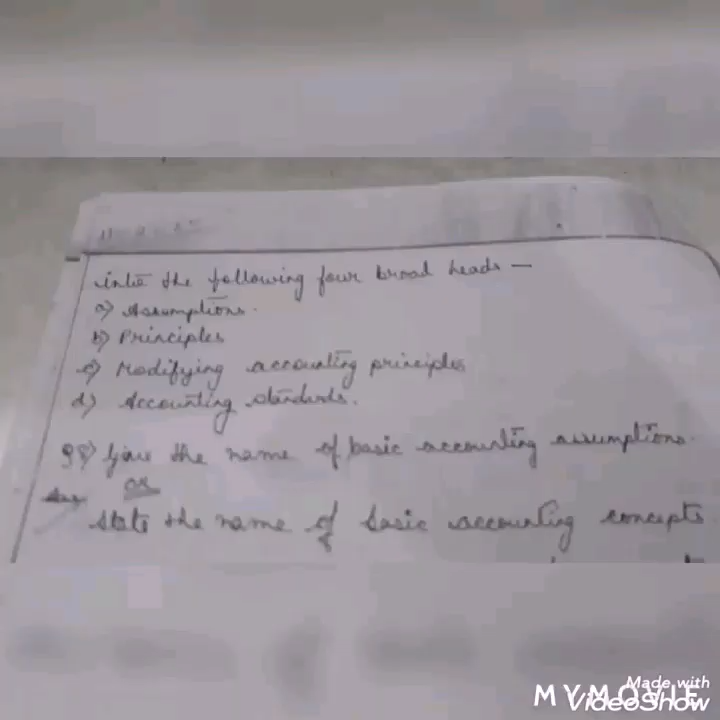 into the following four broad heads —
a) Assumptions.
b) Principles
c) Modifying accounting principles
d) Accounting standards.
Give the name of basic accounting assumptions.
or
State the name of basic accounting concepts
Made with
MYMOVIE
VideoShow